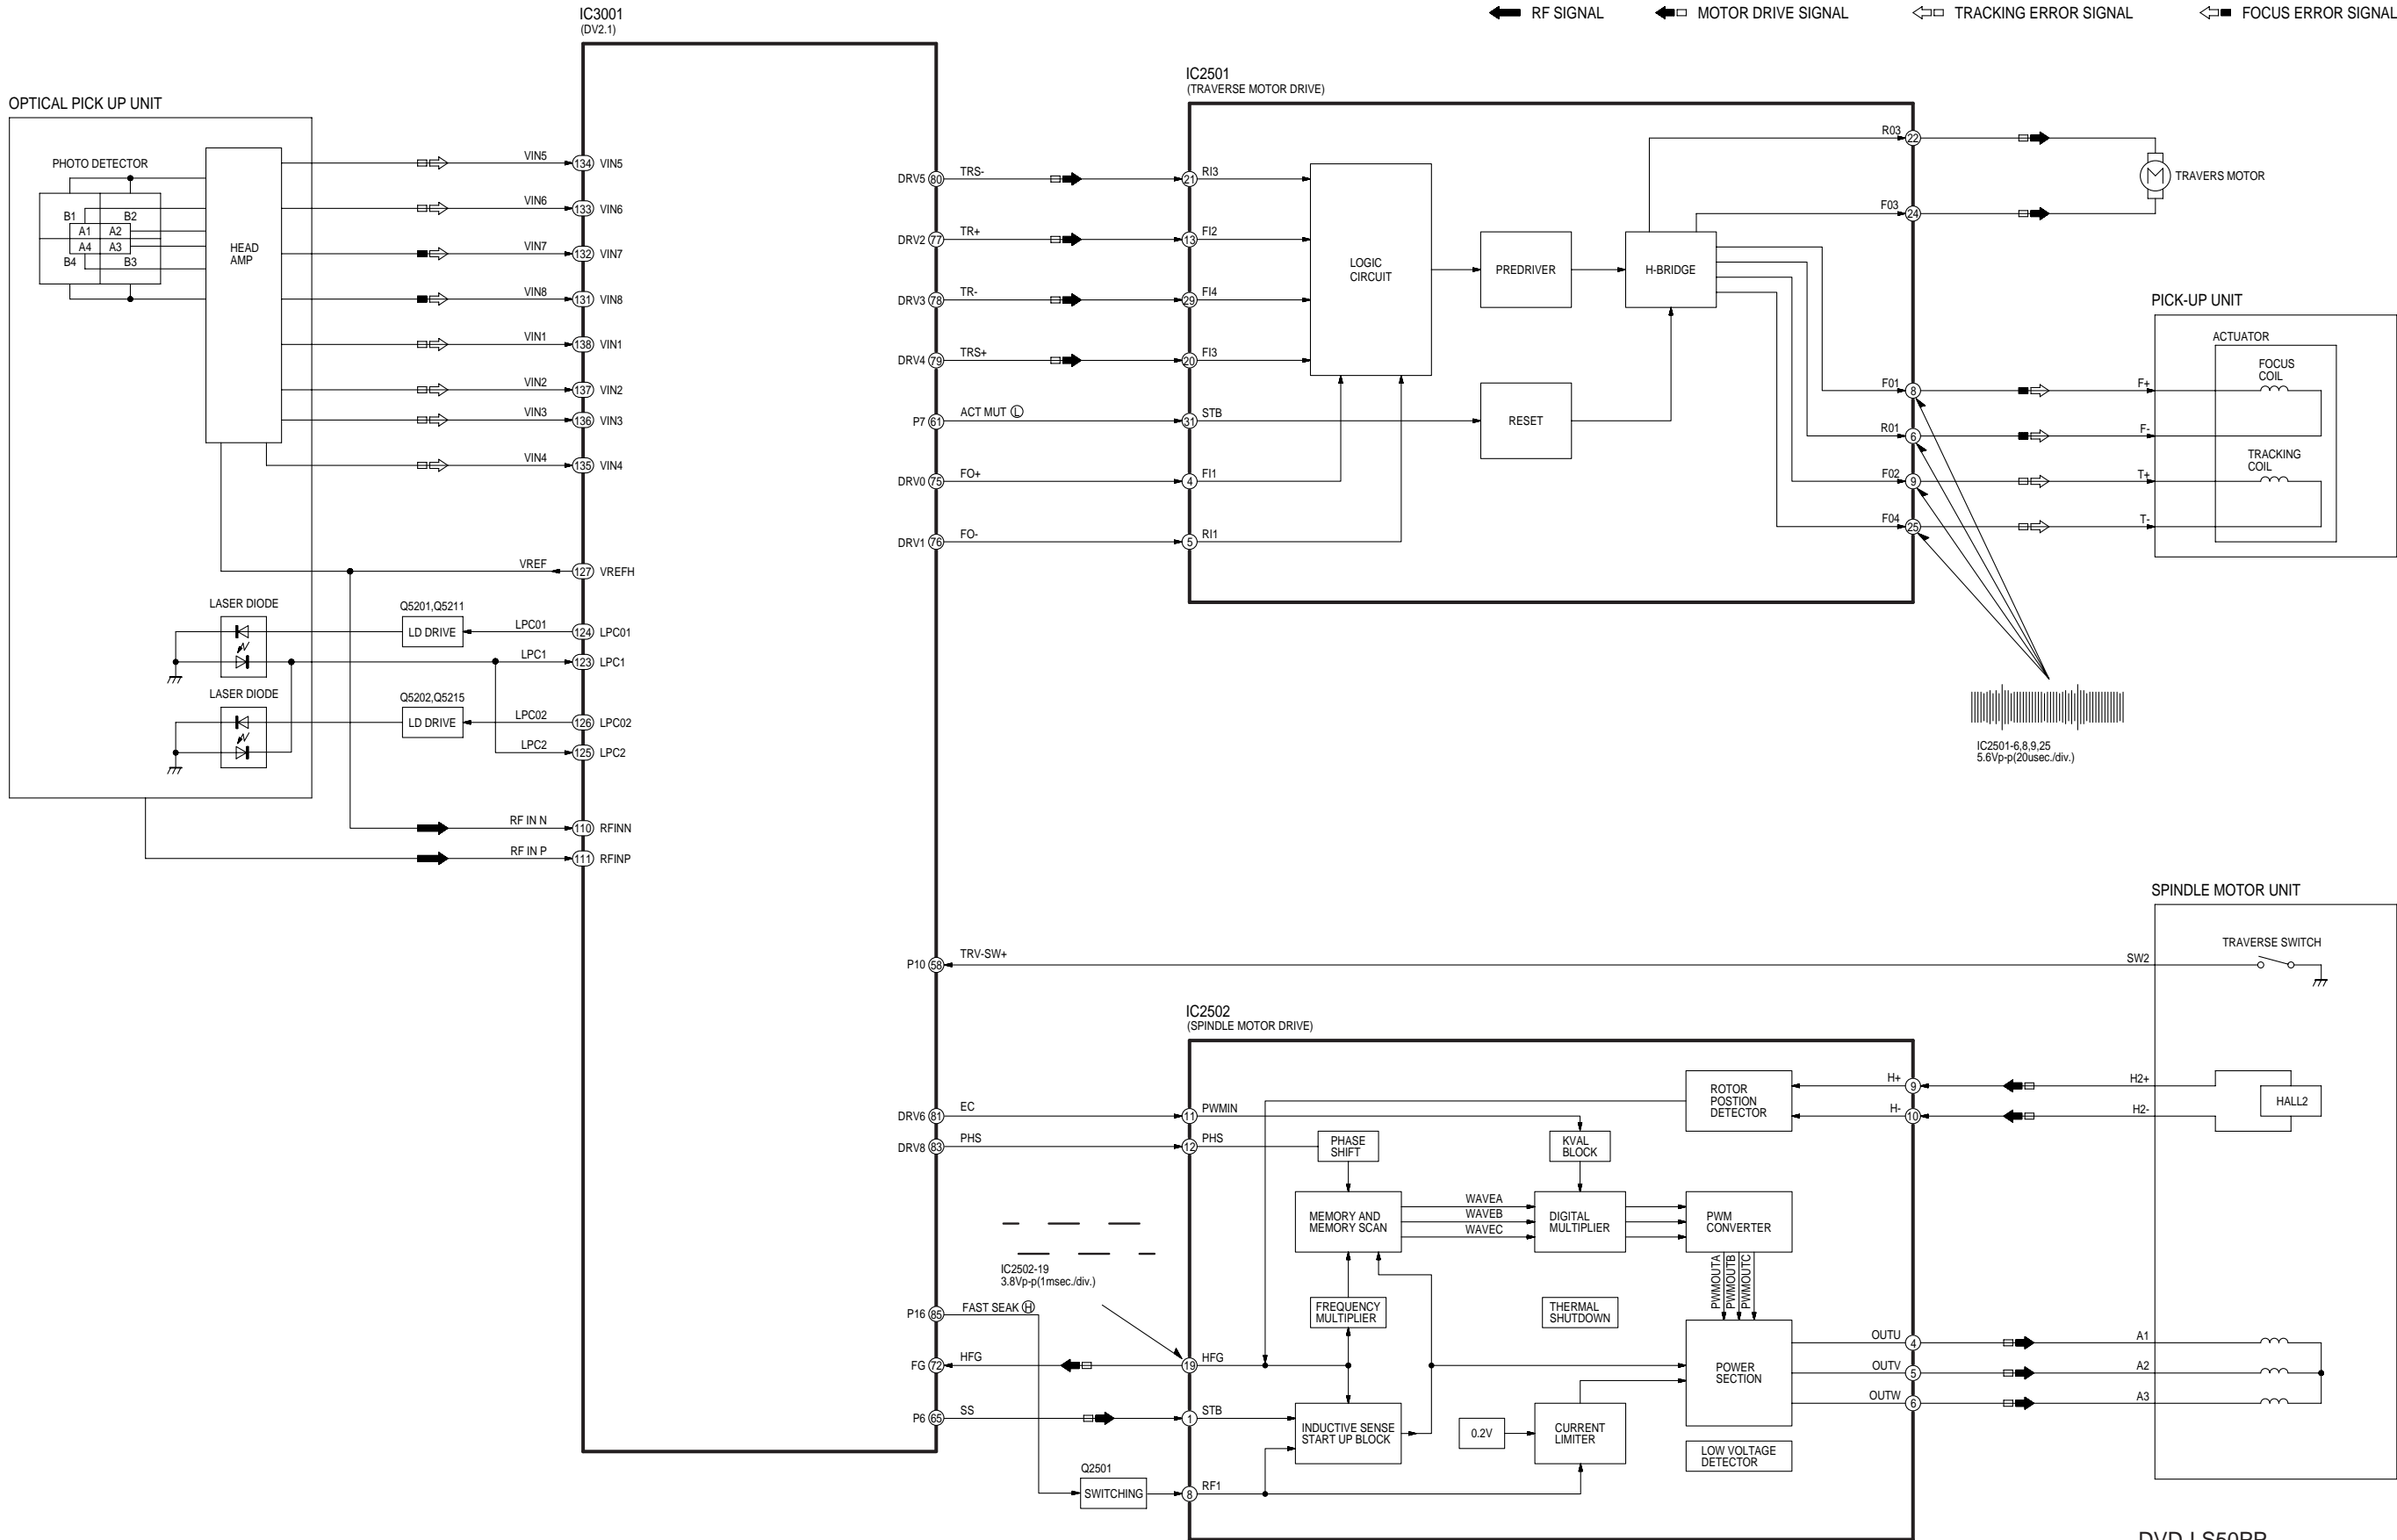 RF SIGNAL
MOTOR DRIVE SIGNAL
TRACKING ERROR SIGNAL
FOCUS ERROR SIGNAL
IC3001
(DV2.1)
OPTICAL PICK UP UNIT
PHOTO DETECTOR
B1 B2
A1 A2
A4 A3
B4 B3
HEAD
AMP
VIN5 134 VIN5
VIN6 133 VIN6
VIN7 132 VIN7
VIN8 131 VIN8
VIN1 138 VIN1
VIN2 137 VIN2
VIN3 136 VIN3
VIN4 135 VIN4
VREF 127 VREFH
LASER DIODE
Q5201,Q5211
LD DRIVE
LPC01 124 LPC01
LPC1 123 LPC1
LASER DIODE
Q5202,Q5215
LD DRIVE
LPC02 126 LPC02
LPC2 125 LPC2
RF IN N 110 RFINN
RF IN P 111 RFINP
DRV5 80 TRS-
DRV2 77 TR+
DRV3 78 TR-
DRV4 79 TRS+
P7 61 ACT MUT Ⓛ
DRV0 75 FO+
DRV1 76 FO-
IC2501
(TRAVERSE MOTOR DRIVE)
21 RI3
13 FI2
29 FI4
20 FI3
31 STB
4 FI1
5 RI1
LOGIC
CIRCUIT
PREDRIVER
H-BRIDGE
RESET
R03 22
F03 24
F01 8
R01 6
F02 9
F04 25
M
TRAVERS MOTOR
PICK-UP UNIT
ACTUATOR
FOCUS
COIL
TRACKING
COIL
F+
F-
T+
T-
IC2501-6,8,9,25
5.6Vp-p(20usec./div.)
P10 58 TRV-SW+
SPINDLE MOTOR UNIT
TRAVERSE SWITCH
SW2
IC2502
(SPINDLE MOTOR DRIVE)
DRV6 81 EC
DRV8 83 PHS
11 PWMIN
12 PHS
PHASE
SHIFT
KVAL
BLOCK
ROTOR
POSTION
DETECTOR
H+ 9
H- 10
H2+
H2-
HALL2
MEMORY AND
MEMORY SCAN
WAVEA
WAVEB
WAVEC
DIGITAL
MULTIPLIER
PWM
CONVERTER
PWMOUTA
PWMOUTB
PWMOUTC
IC2502-19
3.8Vp-p(1msec./div.)
P16 85 FAST SEAK Ⓗ
FG 72 HFG
P6 65 SS
19 HFG
1 STB
8 RF1
FREQUENCY
MULTIPLIER
THERMAL
SHUTDOWN
INDUCTIVE SENSE
START UP BLOCK
0.2V
CURRENT
LIMITER
POWER
SECTION
LOW VOLTAGE
DETECTOR
OUTU 4
OUTV 5
OUTW 6
A1
A2
A3
Q2501
SWITCHING